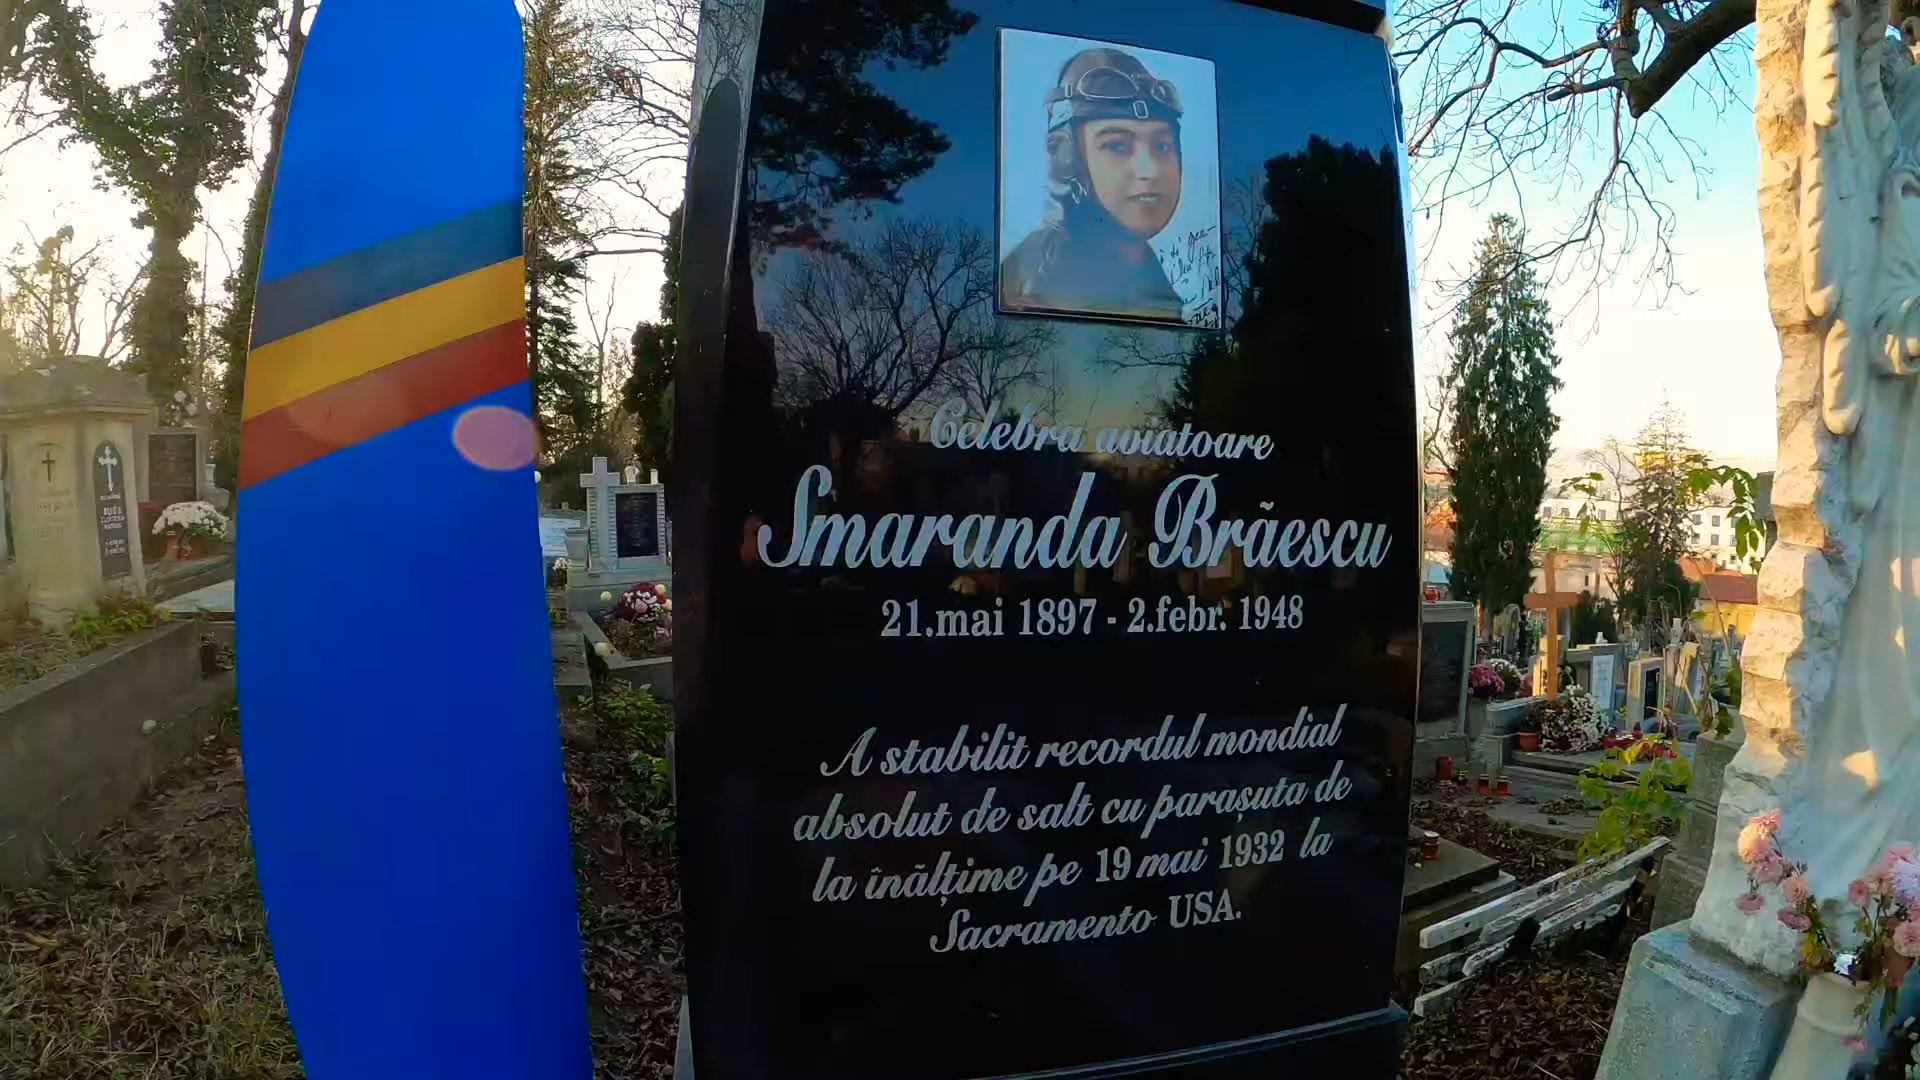 Celebra aviatoare
Smaranda Brăescu
21.mai 1897 - 2.febr. 1948
A stabilit recordul mondial
absolut de salt cu parașuta de
la înălțime pe 19 mai 1932 la
Sacramento USA.